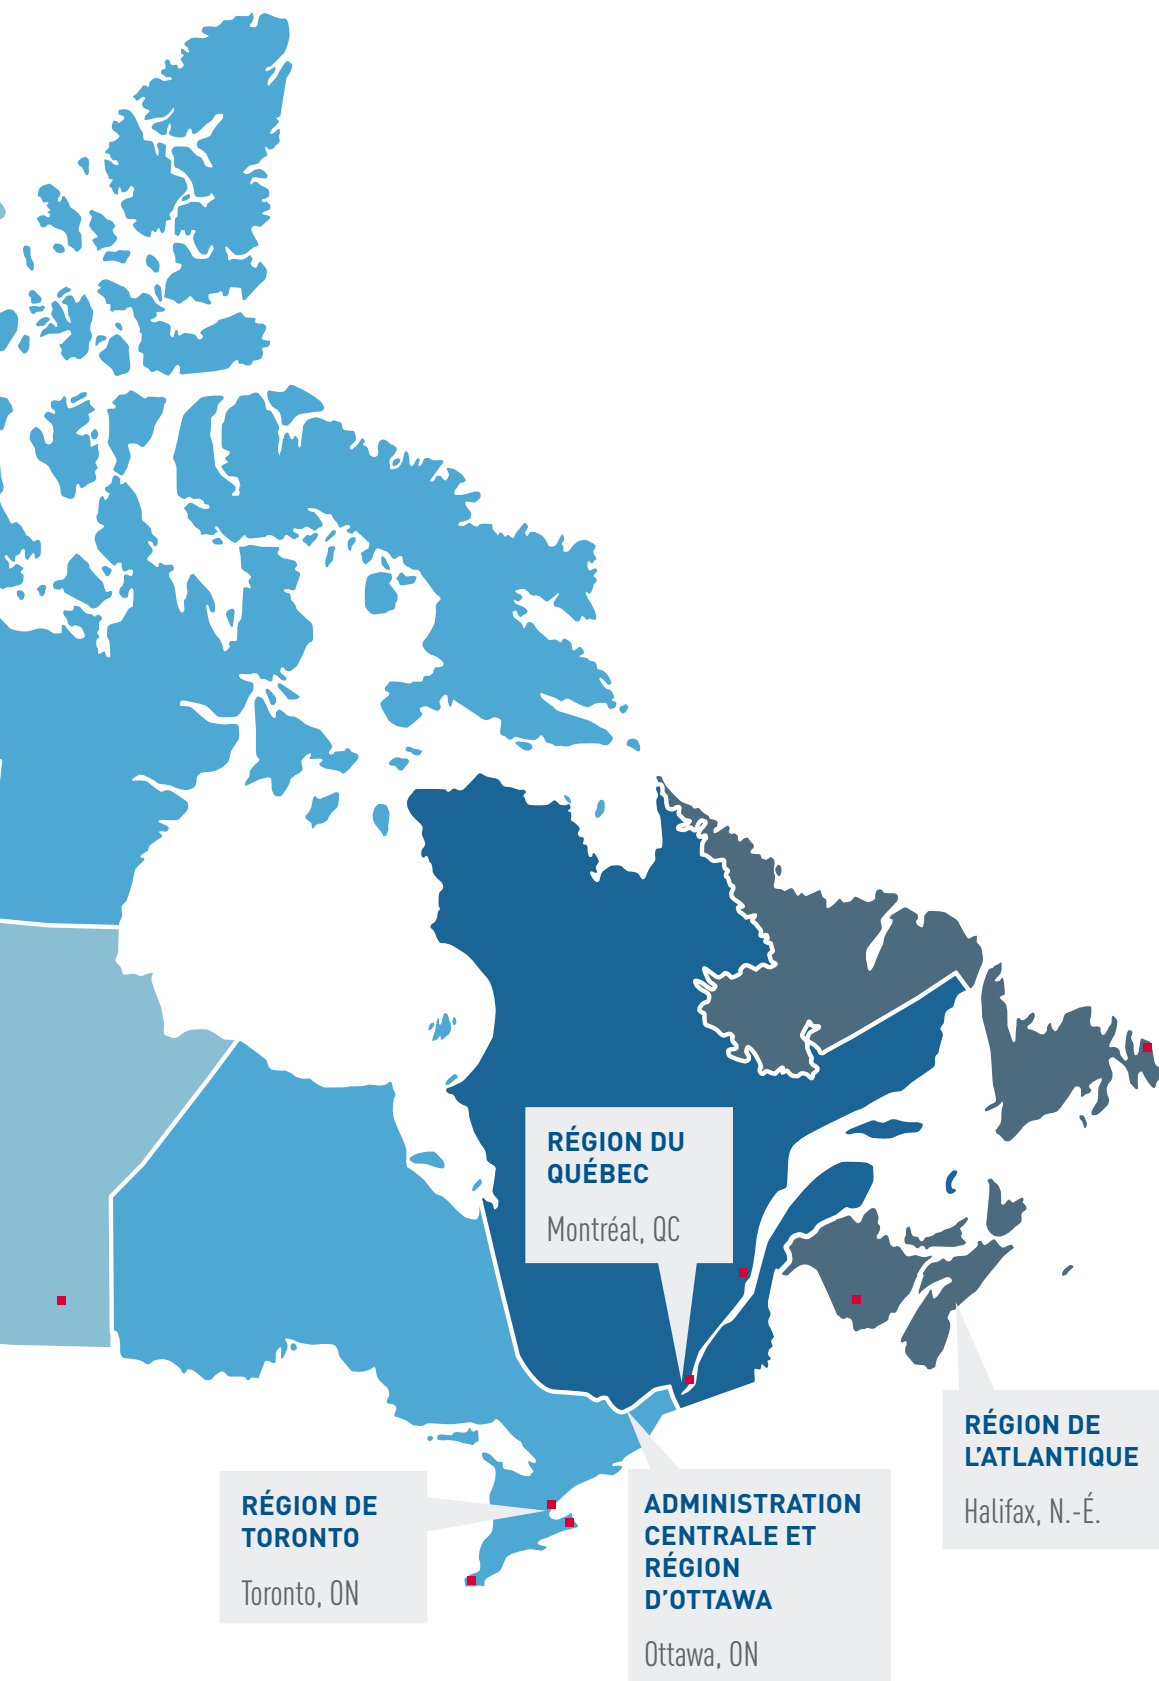 RÉGION DU
QUÉBEC
Montréal, QC
RÉGION DE
L’ATLANTIQUE
Halifax, N.-É.
RÉGION DE
TORONTO
Toronto, ON
ADMINISTRATION
CENTRALE ET
RÉGION
D’OTTAWA
Ottawa, ON